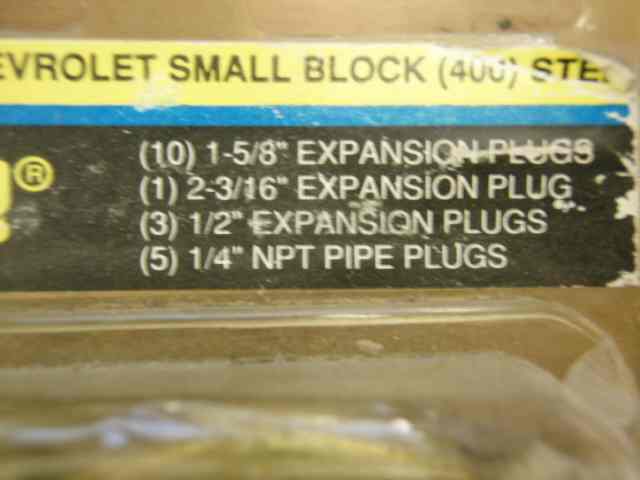 EVROLET SMALL BLOCK (400) STE
!®
(10) 1-5/8" EXPANSION PLUGS
(1) 2-3/16" EXPANSION PLUG
(3) 1/2" EXPANSION PLUGS
(5) 1/4" NPT PIPE PLUGS